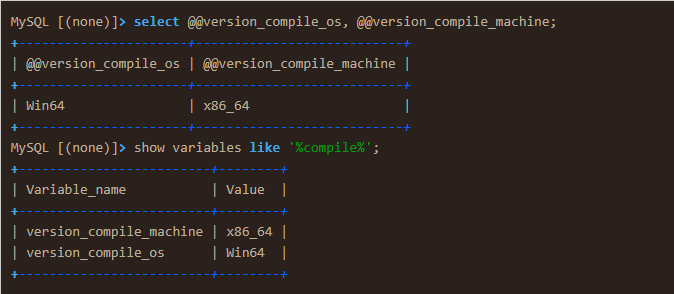 MySQL [(none)]> select @@version_compile_os, @@version_compile_machine;
+----------------------+---------------------------+
| @@version_compile_os | @@version_compile_machine |
+----------------------+---------------------------+
| Win64                | x86_64                    |
+----------------------+---------------------------+
MySQL [(none)]> show variables like '%compile%';
+-------------------------+--------+
| Variable_name           | Value  |
+-------------------------+--------+
| version_compile_machine | x86_64 |
| version_compile_os      | Win64  |
+-------------------------+--------+